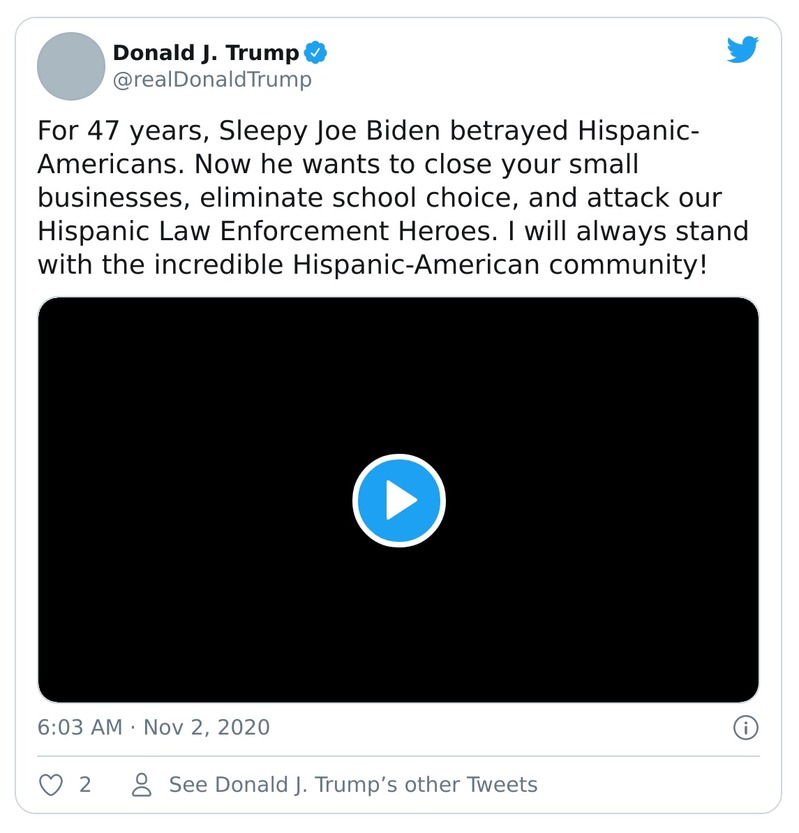 Donald J. Trump
@realDonaldTrump
For 47 years, Sleepy Joe Biden betrayed Hispanic-
Americans. Now he wants to close your small
businesses, eliminate school choice, and attack our
Hispanic Law Enforcement Heroes. I will always stand
with the incredible Hispanic-American community!
6:03 AM · Nov 2, 2020
2
See Donald J. Trump’s other Tweets